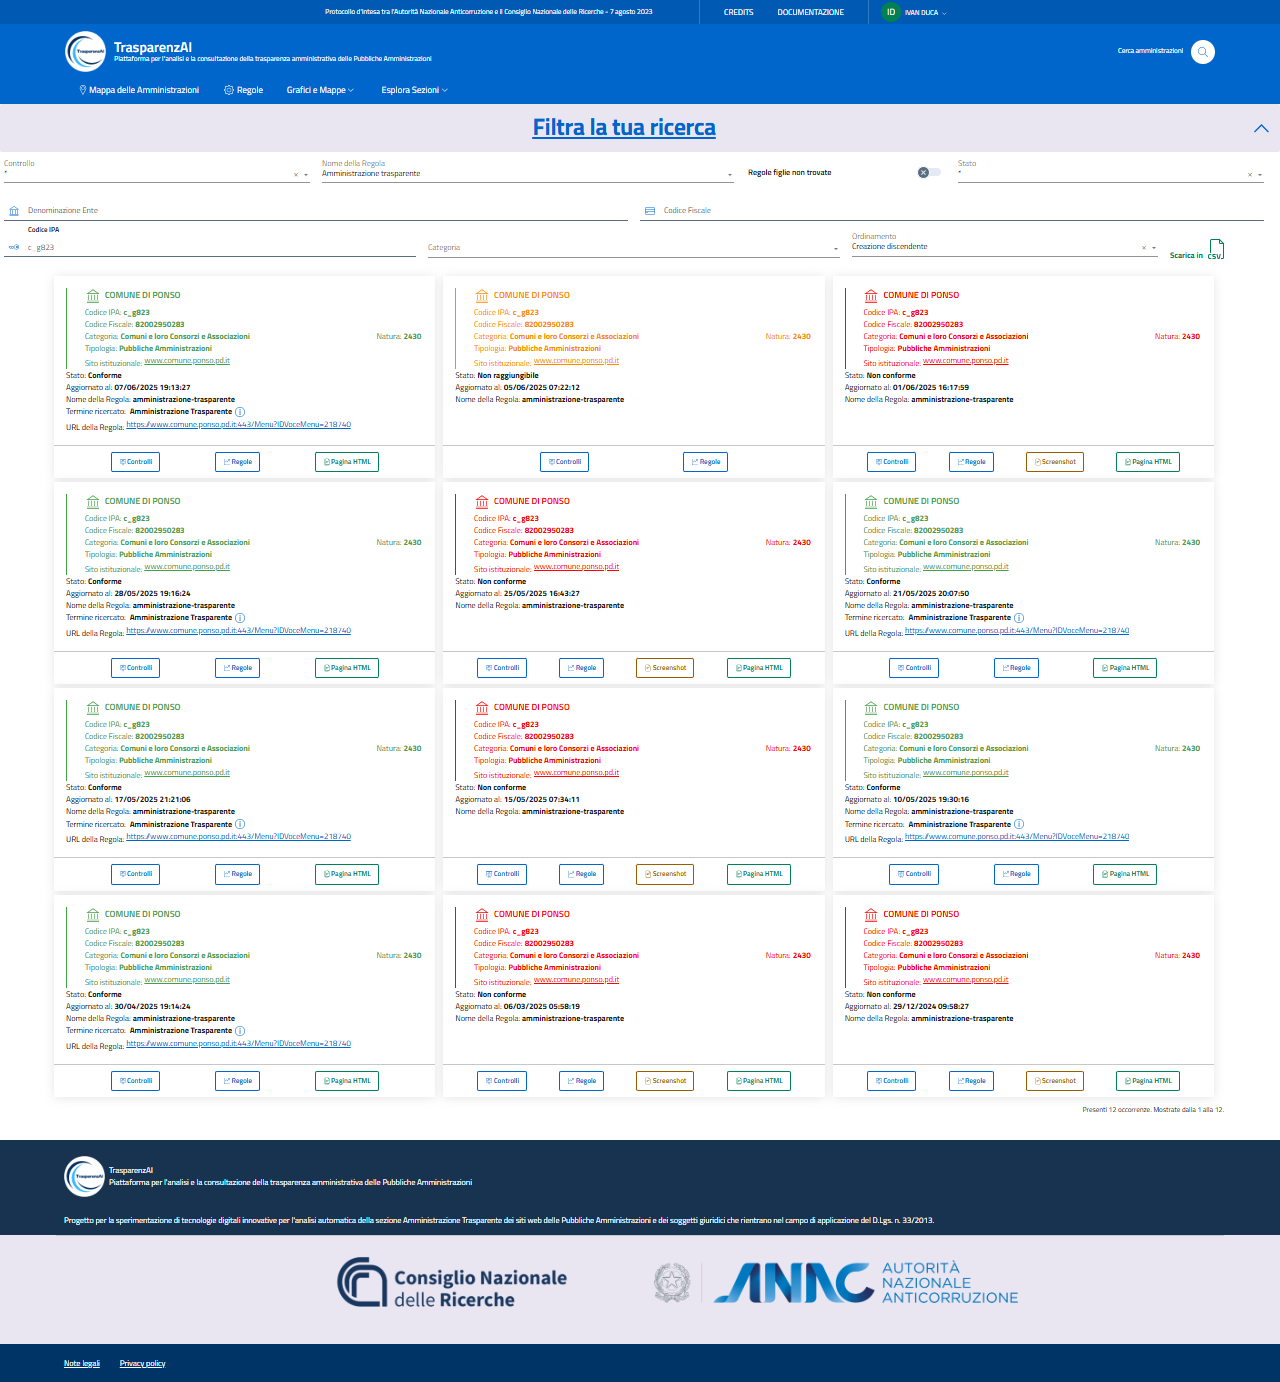 Protocollo d'Intesa tra l'Autorità Nazionale Anticorruzione e il Consiglio Nazionale delle Ricerche - 7 agosto 2023
CREDITS
DOCUMENTAZIONE
ID
IVAN DUCA
TrasparenzAI
Piattaforma per l'analisi e la consultazione della trasparenza amministrativa delle Pubbliche Amministrazioni
Cerca amministrazioni
Mappa delle Amministrazioni
Regole
Grafici e Mappe
Esplora Sezioni
Filtra la tua ricerca
Controllo
*
Nome della Regola
Amministrazione trasparente
Regole figlie non trovate
Stato
*
Denominazione Ente
Codice Fiscale
Codice IPA
c_g823
Categoria
Ordinamento
Creazione discendente
Scarica in CSV
COMUNE DI PONSO
Codice IPA: c_g823
Codice Fiscale: 82002950283
Categoria: Comuni e loro Consorzi e Associazioni
Natura: 2430
Tipologia: Pubbliche Amministrazioni
Sito istituzionale: www.comune.ponso.pd.it
Stato: Conforme
Aggiornato al: 07/06/2025 19:13:27
Nome della Regola: amministrazione-trasparente
Termine ricercato: Amministrazione Trasparente
URL della Regola: https://www.comune.ponso.pd.it:443/Menu?IDVoceMenu=218740
Controlli
Regole
Pagina HTML
COMUNE DI PONSO
Codice IPA: c_g823
Codice Fiscale: 82002950283
Categoria: Comuni e loro Consorzi e Associazioni
Natura: 2430
Tipologia: Pubbliche Amministrazioni
Sito istituzionale: www.comune.ponso.pd.it
Stato: Non raggiungibile
Aggiornato al: 05/06/2025 07:22:12
Nome della Regola: amministrazione-trasparente
Controlli
Regole
COMUNE DI PONSO
Codice IPA: c_g823
Codice Fiscale: 82002950283
Categoria: Comuni e loro Consorzi e Associazioni
Natura: 2430
Tipologia: Pubbliche Amministrazioni
Sito istituzionale: www.comune.ponso.pd.it
Stato: Non conforme
Aggiornato al: 01/06/2025 16:17:59
Nome della Regola: amministrazione-trasparente
Controlli
Regole
Screenshot
Pagina HTML
COMUNE DI PONSO
Codice IPA: c_g823
Codice Fiscale: 82002950283
Categoria: Comuni e loro Consorzi e Associazioni
Natura: 2430
Tipologia: Pubbliche Amministrazioni
Sito istituzionale: www.comune.ponso.pd.it
Stato: Conforme
Aggiornato al: 28/05/2025 19:16:24
Nome della Regola: amministrazione-trasparente
Termine ricercato: Amministrazione Trasparente
URL della Regola: https://www.comune.ponso.pd.it:443/Menu?IDVoceMenu=218740
Controlli
Regole
Pagina HTML
COMUNE DI PONSO
Codice IPA: c_g823
Codice Fiscale: 82002950283
Categoria: Comuni e loro Consorzi e Associazioni
Natura: 2430
Tipologia: Pubbliche Amministrazioni
Sito istituzionale: www.comune.ponso.pd.it
Stato: Non conforme
Aggiornato al: 25/05/2025 16:43:27
Nome della Regola: amministrazione-trasparente
Controlli
Regole
Screenshot
Pagina HTML
COMUNE DI PONSO
Codice IPA: c_g823
Codice Fiscale: 82002950283
Categoria: Comuni e loro Consorzi e Associazioni
Natura: 2430
Tipologia: Pubbliche Amministrazioni
Sito istituzionale: www.comune.ponso.pd.it
Stato: Conforme
Aggiornato al: 21/05/2025 20:07:50
Nome della Regola: amministrazione-trasparente
Termine ricercato: Amministrazione Trasparente
URL della Regola: https://www.comune.ponso.pd.it:443/Menu?IDVoceMenu=218740
Controlli
Regole
Pagina HTML
COMUNE DI PONSO
Codice IPA: c_g823
Codice Fiscale: 82002950283
Categoria: Comuni e loro Consorzi e Associazioni
Natura: 2430
Tipologia: Pubbliche Amministrazioni
Sito istituzionale: www.comune.ponso.pd.it
Stato: Conforme
Aggiornato al: 17/05/2025 21:21:06
Nome della Regola: amministrazione-trasparente
Termine ricercato: Amministrazione Trasparente
URL della Regola: https://www.comune.ponso.pd.it:443/Menu?IDVoceMenu=218740
Controlli
Regole
Pagina HTML
COMUNE DI PONSO
Codice IPA: c_g823
Codice Fiscale: 82002950283
Categoria: Comuni e loro Consorzi e Associazioni
Natura: 2430
Tipologia: Pubbliche Amministrazioni
Sito istituzionale: www.comune.ponso.pd.it
Stato: Non conforme
Aggiornato al: 15/05/2025 07:34:11
Nome della Regola: amministrazione-trasparente
Controlli
Regole
Screenshot
Pagina HTML
COMUNE DI PONSO
Codice IPA: c_g823
Codice Fiscale: 82002950283
Categoria: Comuni e loro Consorzi e Associazioni
Natura: 2430
Tipologia: Pubbliche Amministrazioni
Sito istituzionale: www.comune.ponso.pd.it
Stato: Conforme
Aggiornato al: 10/05/2025 19:30:16
Nome della Regola: amministrazione-trasparente
Termine ricercato: Amministrazione Trasparente
URL della Regola: https://www.comune.ponso.pd.it:443/Menu?IDVoceMenu=218740
Controlli
Regole
Pagina HTML
COMUNE DI PONSO
Codice IPA: c_g823
Codice Fiscale: 82002950283
Categoria: Comuni e loro Consorzi e Associazioni
Natura: 2430
Tipologia: Pubbliche Amministrazioni
Sito istituzionale: www.comune.ponso.pd.it
Stato: Conforme
Aggiornato al: 30/04/2025 19:14:24
Nome della Regola: amministrazione-trasparente
Termine ricercato: Amministrazione Trasparente
URL della Regola: https://www.comune.ponso.pd.it:443/Menu?IDVoceMenu=218740
Controlli
Regole
Pagina HTML
COMUNE DI PONSO
Codice IPA: c_g823
Codice Fiscale: 82002950283
Categoria: Comuni e loro Consorzi e Associazioni
Natura: 2430
Tipologia: Pubbliche Amministrazioni
Sito istituzionale: www.comune.ponso.pd.it
Stato: Non conforme
Aggiornato al: 06/03/2025 05:58:19
Nome della Regola: amministrazione-trasparente
Controlli
Regole
Screenshot
Pagina HTML
COMUNE DI PONSO
Codice IPA: c_g823
Codice Fiscale: 82002950283
Categoria: Comuni e loro Consorzi e Associazioni
Natura: 2430
Tipologia: Pubbliche Amministrazioni
Sito istituzionale: www.comune.ponso.pd.it
Stato: Non conforme
Aggiornato al: 29/12/2024 09:58:27
Nome della Regola: amministrazione-trasparente
Controlli
Regole
Screenshot
Pagina HTML
Presenti 12 occorrenze. Mostrate dalla 1 alla 12.
TrasparenzAI
TrasparenzAI
Piattaforma per l'analisi e la consultazione della trasparenza amministrativa delle Pubbliche Amministrazioni
Progetto per la sperimentazione di tecnologie digitali innovative per l'analisi automatica della sezione Amministrazione Trasparente dei siti web delle Pubbliche Amministrazioni e dei soggetti giuridici che rientrano nel campo di applicazione del D.Lgs. n. 33/2013.
Consiglio Nazionale
delle Ricerche
ANAC
AUTORITÀ
NAZIONALE
ANTICORRUZIONE
Note legali
Privacy policy